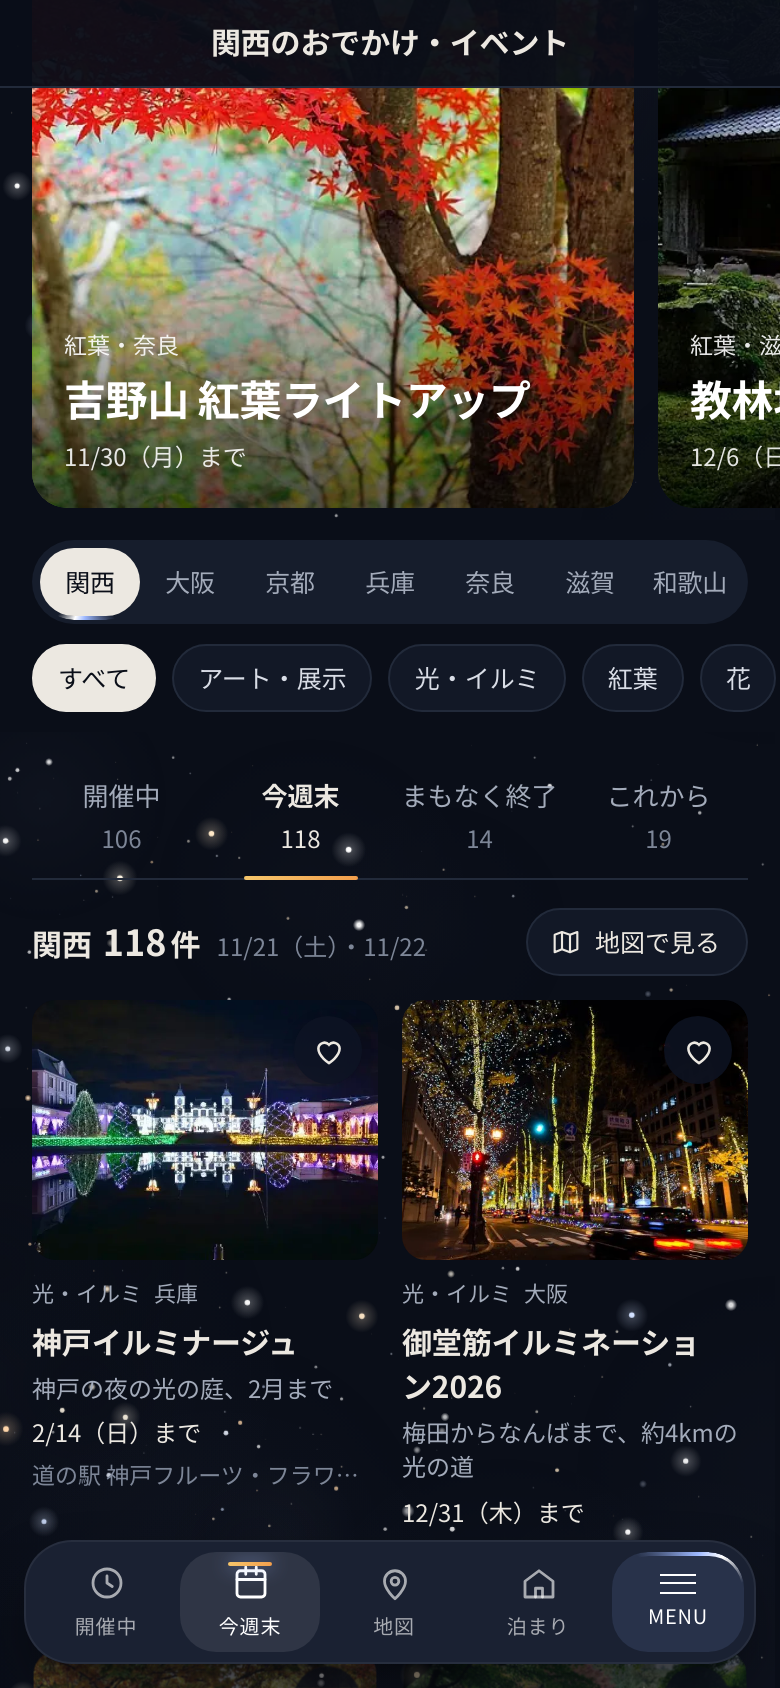 関西のおでかけ・イベント
紅葉・奈良
吉野山 紅葉ライトアップ
11/30（月）まで
紅葉・滋
教林
12/6（日
関西
大阪
京都
兵庫
奈良
滋賀
和歌山
すべて
アート・展示
光・イルミ
紅葉
花
開催中
106
今週末
118
まもなく終了
14
これから
19
関西 118件 11/21（土）・11/22
地図で見る
光・イルミ 兵庫
神戸イルミナージュ
神戸の夜の光の庭、2月まで
2/14（日）まで
道の駅 神戸フルーツ・フラワ…
光・イルミ 大阪
御堂筋イルミネーショ
ン2026
梅田からなんばまで、約4kmの
光の道
12/31（木）まで
開催中
今週末
地図
泊まり
MENU